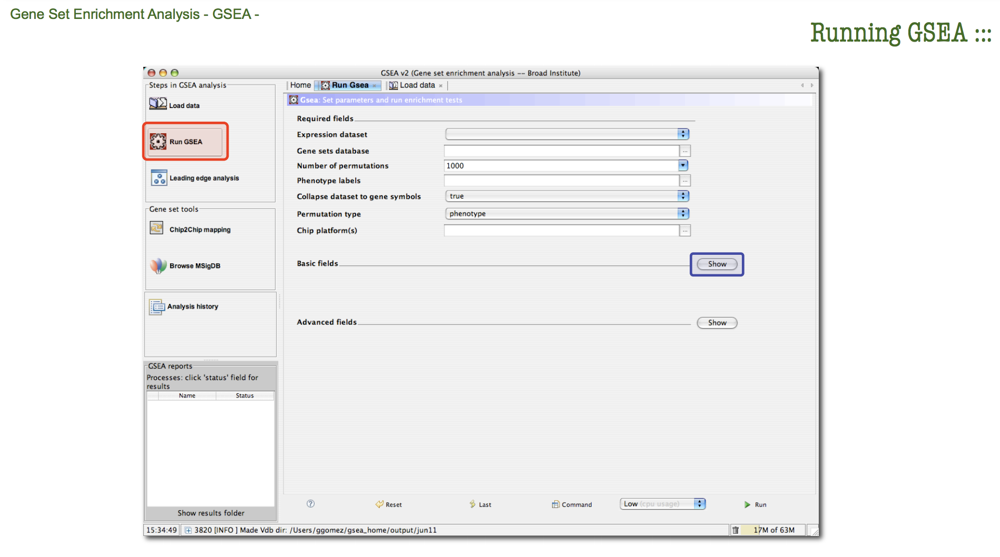 Gene Set Enrichment Analysis - GSEA -
Running GSEA :::
GSEA v2 (Gene set enrichment analysis -- Broad Institute)
Steps in GSEA analysis
Load data
Run GSEA
Leading edge analysis
Gene set tools
Chip2Chip mapping
Browse MSigDB
Analysis history
GSEA reports
Processes: click 'status' field for
results
Name Status
Show results folder
Home Run Gsea × Load data ×
Gsea: Set parameters and run enrichment tests
Required fields
Expression dataset
Gene sets database ...
Number of permutations 1000
Phenotype labels ...
Collapse dataset to gene symbols true
Permutation type phenotype
Chip platform(s) ...
Basic fields Show
Advanced fields Show
? Reset Last Command Low (cpu usage) Run
15:34:49 3820 [INFO ] Made Vdb dir: /Users/ggomez/gsea_home/output/jun11 17M of 63M